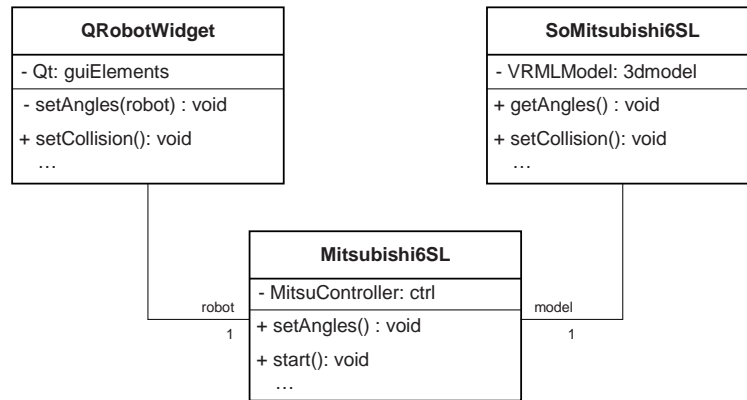 QRobotWidget
- Qt: guiElements
- setAngles(robot) : void
+ setCollision(): void
...
SoMitsubishi6SL
- VRMLModel: 3dmodel
+ getAngles() : void
+ setCollision(): void
...
Mitsubishi6SL
- MitsuController: ctrl
+ setAngles() : void
+ start(): void
...
robot
1
model
1